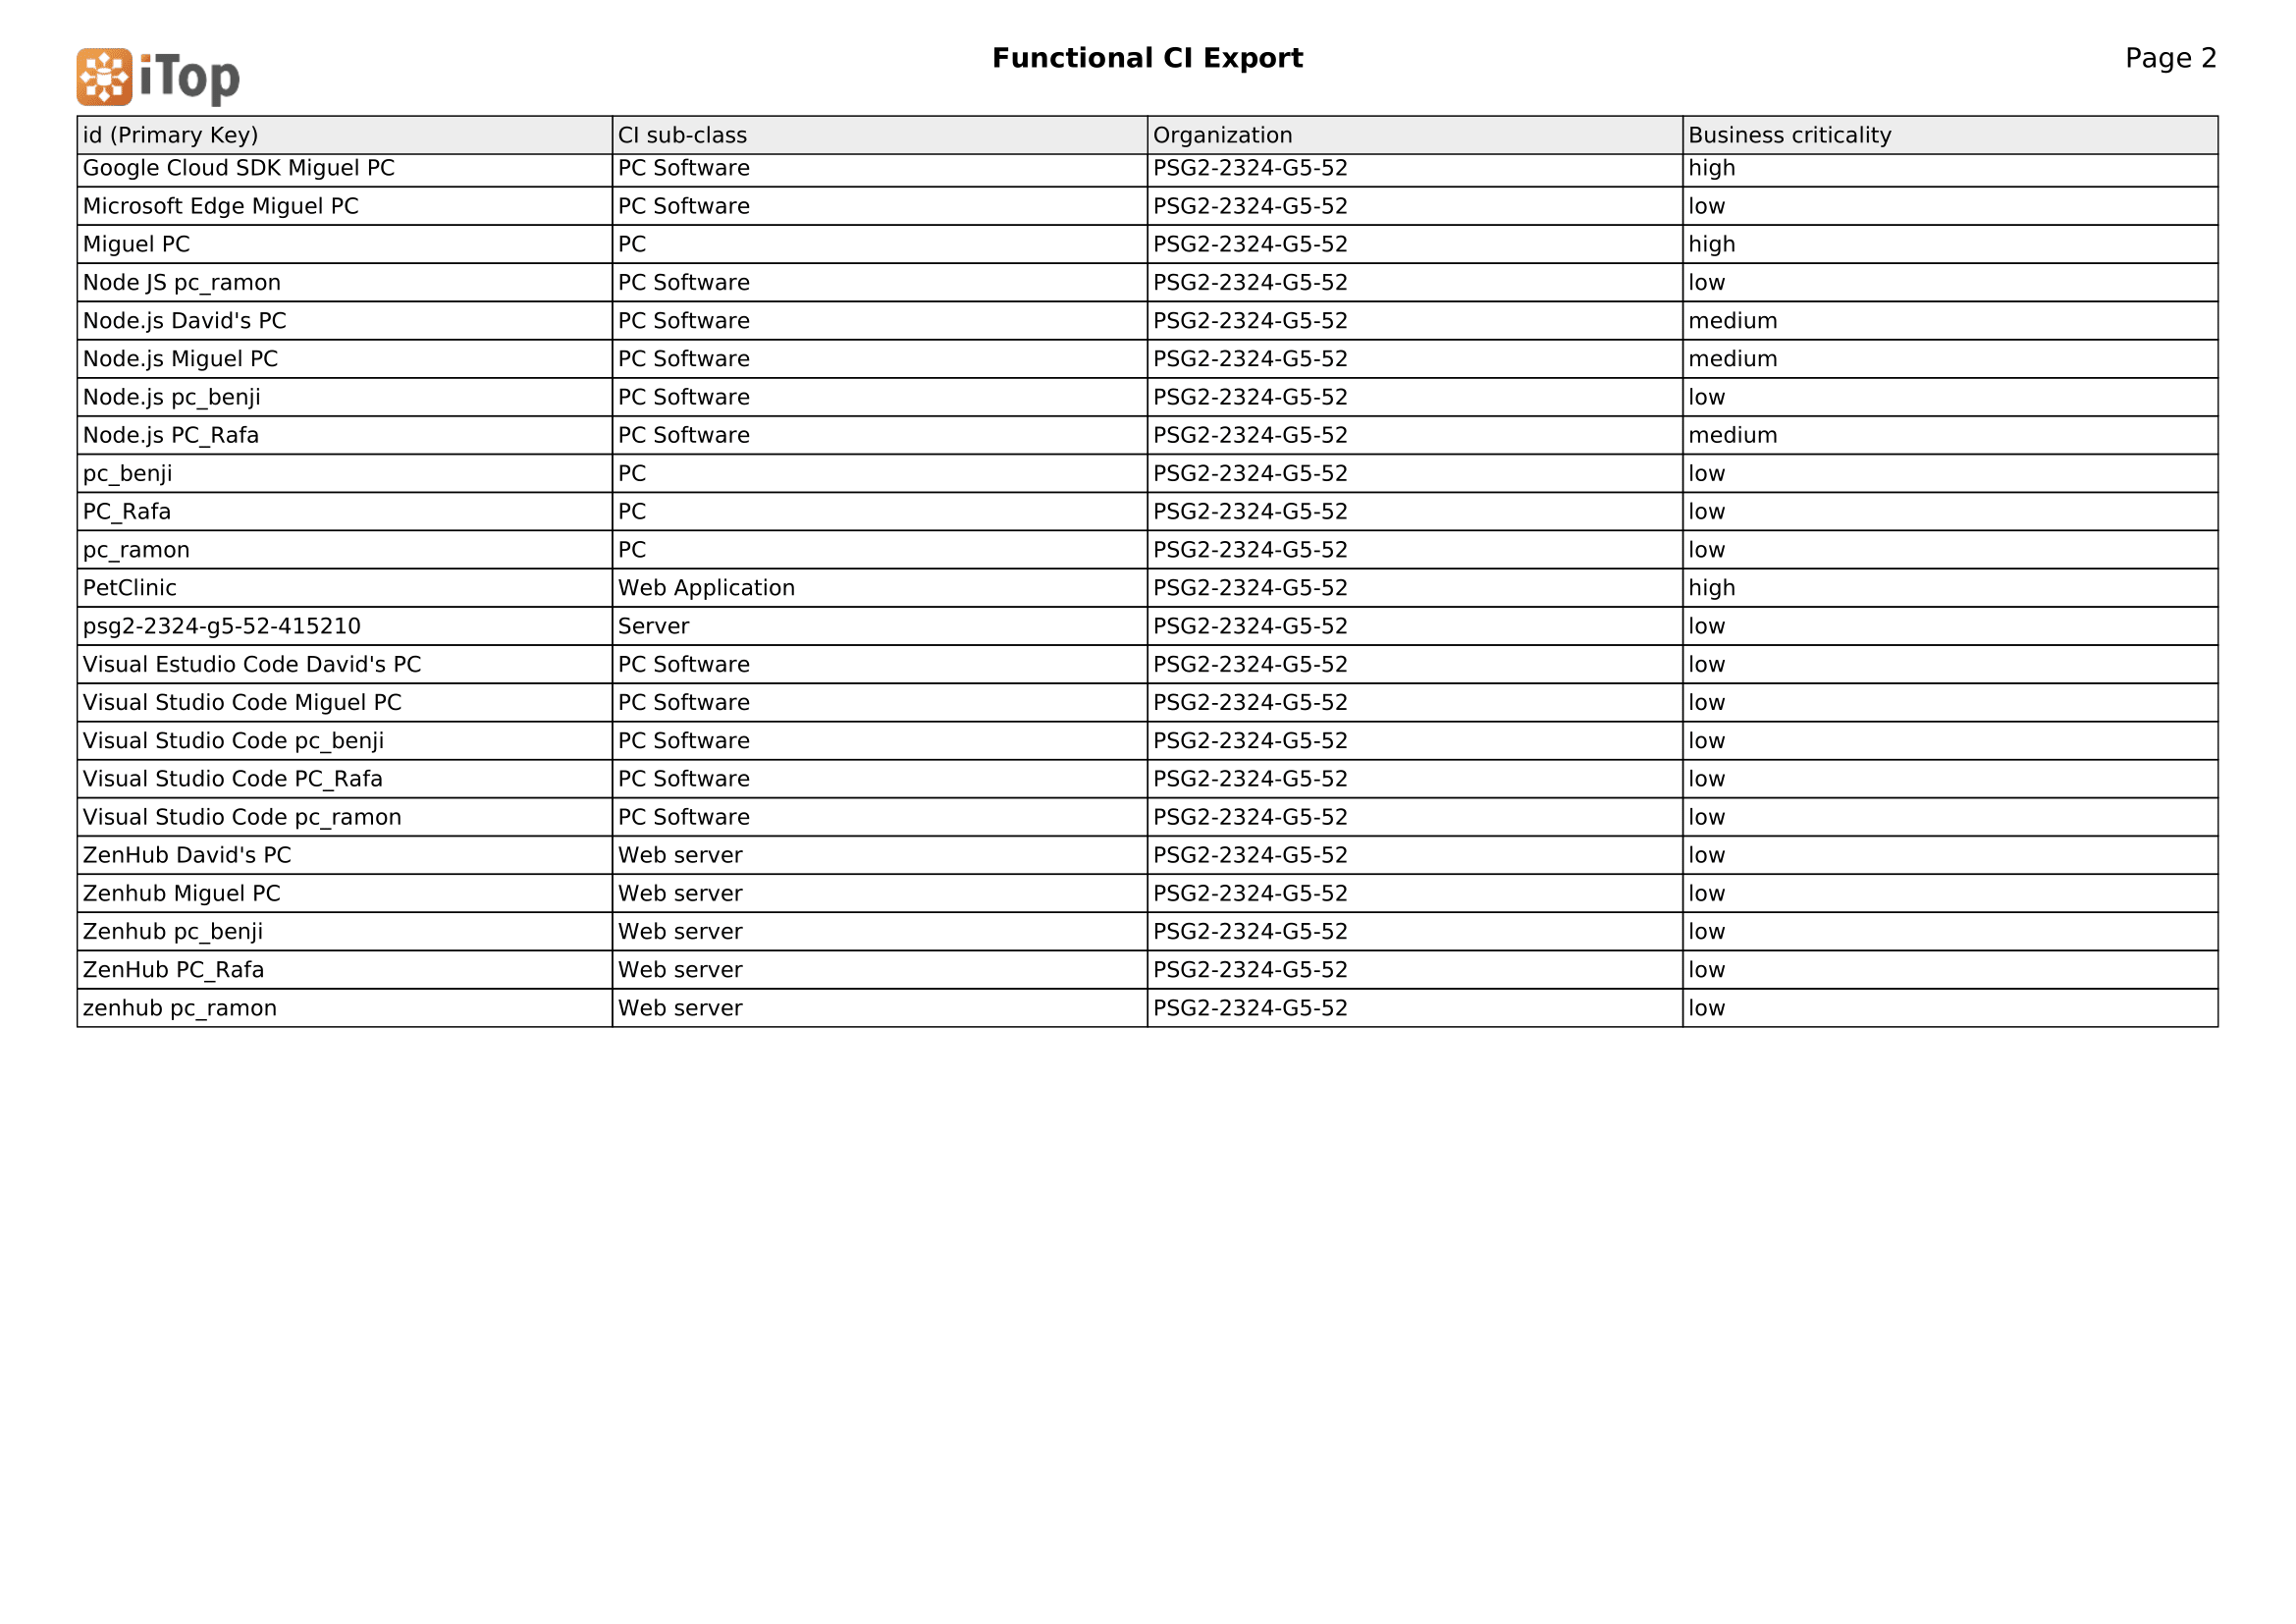 iTop
Functional CI Export
Page 2
id (Primary Key) CI sub-class Organization Business criticality
Google Cloud SDK Miguel PC PC Software PSG2-2324-G5-52 high
Microsoft Edge Miguel PC PC Software PSG2-2324-G5-52 low
Miguel PC PC PSG2-2324-G5-52 high
Node JS pc_ramon PC Software PSG2-2324-G5-52 low
Node.js David's PC PC Software PSG2-2324-G5-52 medium
Node.js Miguel PC PC Software PSG2-2324-G5-52 medium
Node.js pc_benji PC Software PSG2-2324-G5-52 low
Node.js PC_Rafa PC Software PSG2-2324-G5-52 medium
pc_benji PC PSG2-2324-G5-52 low
PC_Rafa PC PSG2-2324-G5-52 low
pc_ramon PC PSG2-2324-G5-52 low
PetClinic Web Application PSG2-2324-G5-52 high
psg2-2324-g5-52-415210 Server PSG2-2324-G5-52 low
Visual Estudio Code David's PC PC Software PSG2-2324-G5-52 low
Visual Studio Code Miguel PC PC Software PSG2-2324-G5-52 low
Visual Studio Code pc_benji PC Software PSG2-2324-G5-52 low
Visual Studio Code PC_Rafa PC Software PSG2-2324-G5-52 low
Visual Studio Code pc_ramon PC Software PSG2-2324-G5-52 low
ZenHub David's PC Web server PSG2-2324-G5-52 low
Zenhub Miguel PC Web server PSG2-2324-G5-52 low
Zenhub pc_benji Web server PSG2-2324-G5-52 low
ZenHub PC_Rafa Web server PSG2-2324-G5-52 low
zenhub pc_ramon Web server PSG2-2324-G5-52 low